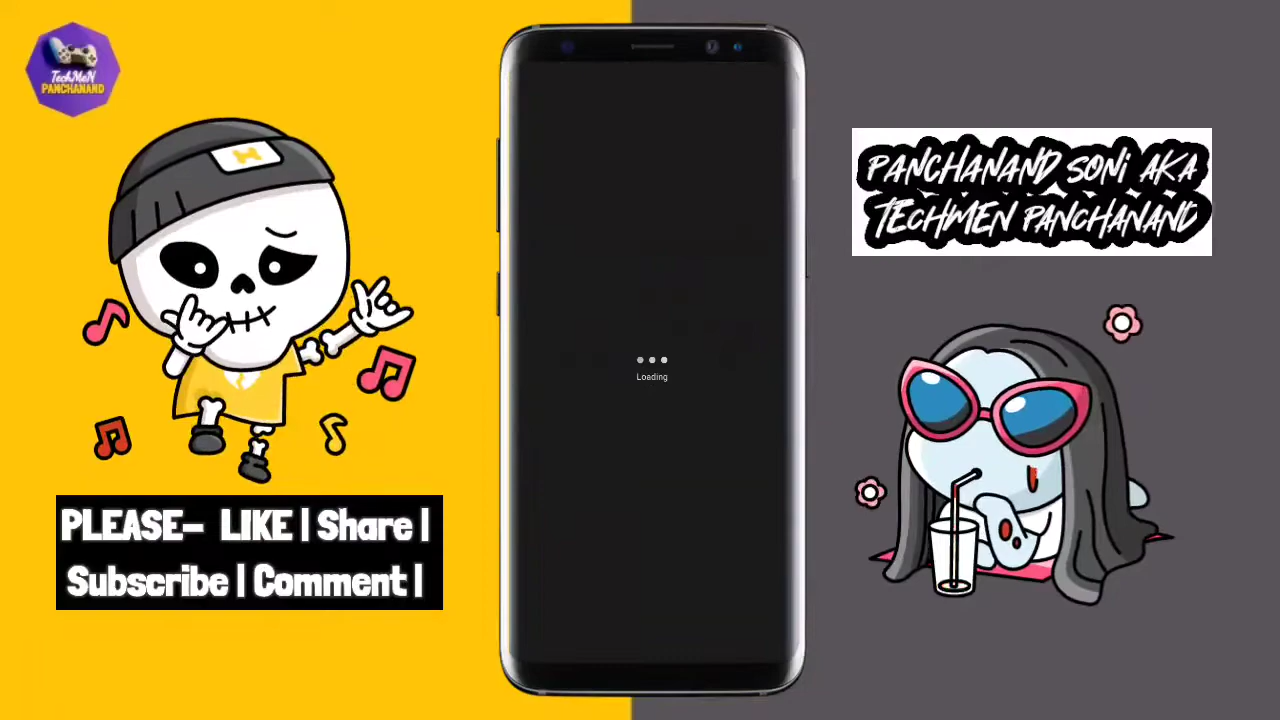 TechMeN
PANCHANAND
PANCHANAND SONI AKA
TECHMEN PANCHANAND
Loading
PLEASE- LIKE | Share |
Subscribe | Comment |